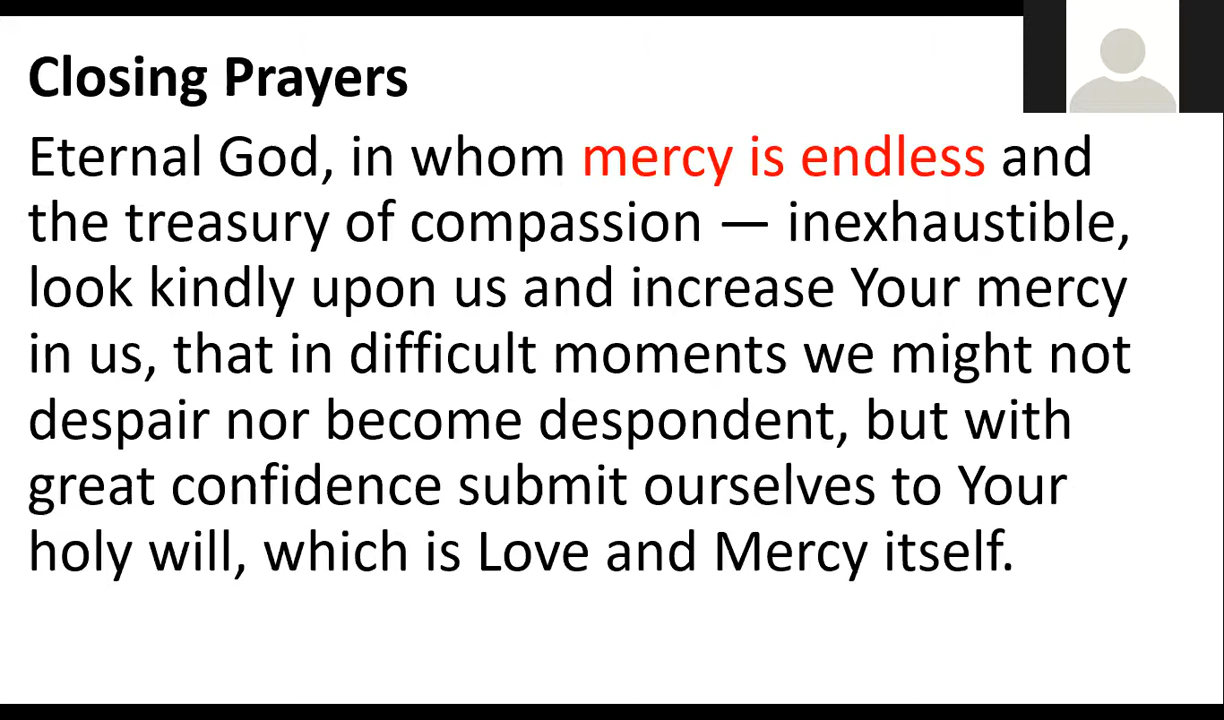 Closing Prayers
Eternal God, in whom mercy is endless and
the treasury of compassion — inexhaustible,
look kindly upon us and increase Your mercy
in us, that in difficult moments we might not
despair nor become despondent, but with
great confidence submit ourselves to Your
holy will, which is Love and Mercy itself.